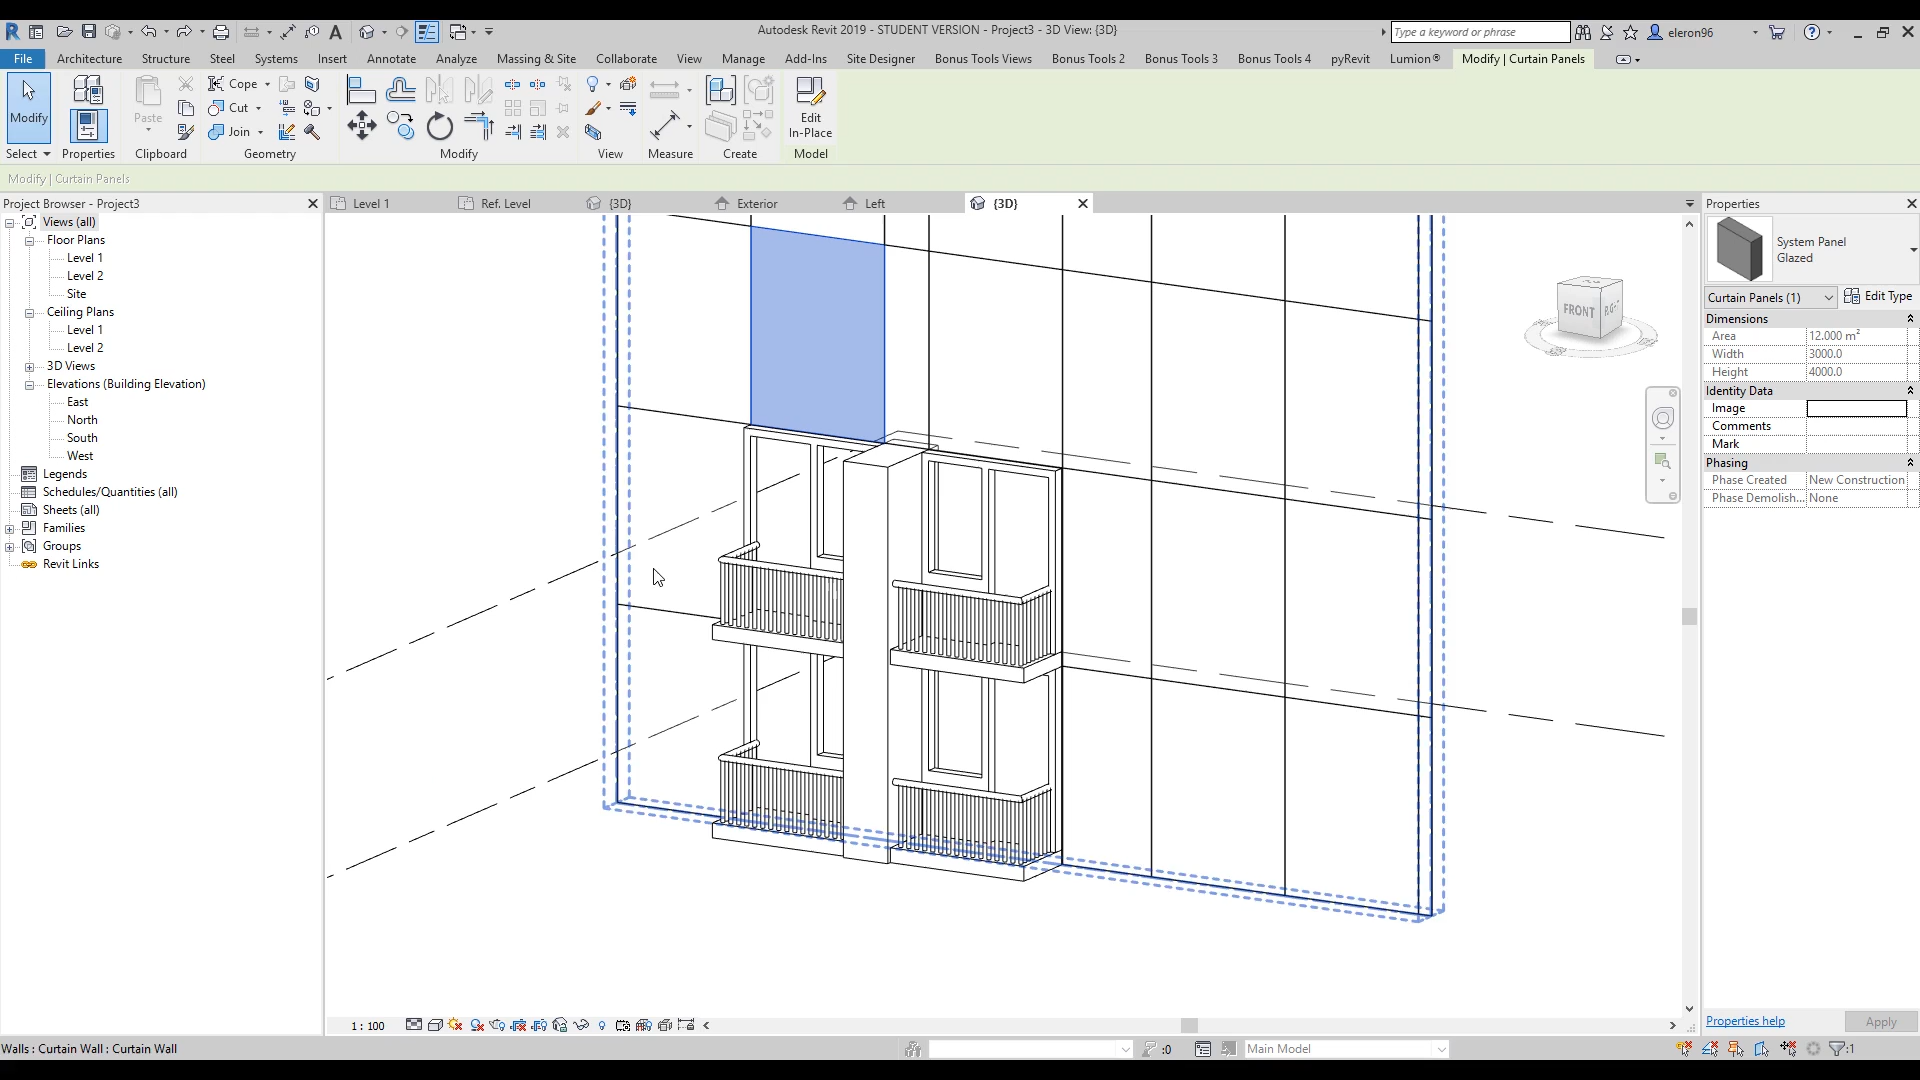 Autodesk Revit 2019 - STUDENT VERSION - Project3 - 3D View: {3D}
Type a keyword or phrase
eleron96
File Architecture Structure Steel Systems Insert Annotate Analyze Massing & Site Collaborate View Manage Add-Ins Site Designer Bonus Tools Views Bonus Tools 2 Bonus Tools 3 Bonus Tools 4 pyRevit Lumion® Modify | Curtain Panels
Modify
Paste
Cope
Cut
Join
Edit
In-Place
Select Properties Clipboard Geometry Modify View Measure Create Model
Modify | Curtain Panels
Project Browser - Project3
Views (all)
Floor Plans
Level 1
Level 2
Site
Ceiling Plans
Level 1
Level 2
3D Views
Elevations (Building Elevation)
East
North
South
West
Legends
Schedules/Quantities (all)
Sheets (all)
Families
Groups
Revit Links
Level 1 Ref. Level {3D} Exterior Left {3D}
FRONT
Properties
System Panel
Glazed
Curtain Panels (1) Edit Type
Dimensions
Area 12.000 m²
Width 3000.0
Height 4000.0
Identity Data
Image
Comments
Mark
Phasing
Phase Created New Construction
Phase Demolish... None
Properties help Apply
1 : 100
Walls : Curtain Wall : Curtain Wall
:0
Main Model
:1